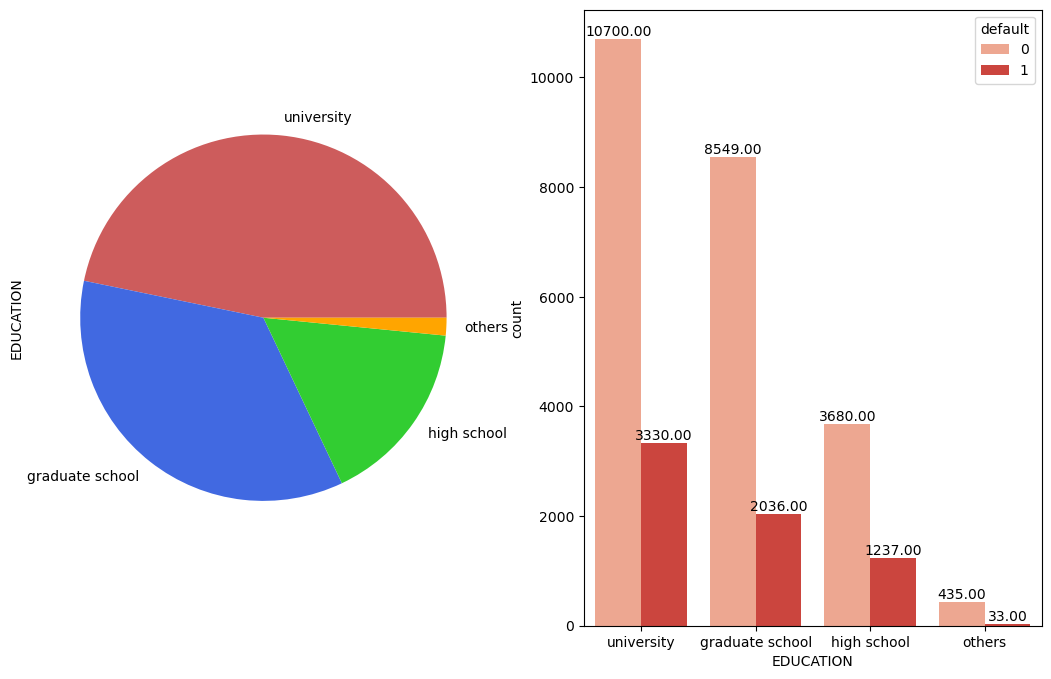 university
others
high school
graduate school
EDUCATION
default
0
1
10700.00
3330.00
8549.00
2036.00
3680.00
1237.00
435.00
33.00
10000
8000
6000
4000
2000
0
count
university
graduate school
high school
others
EDUCATION